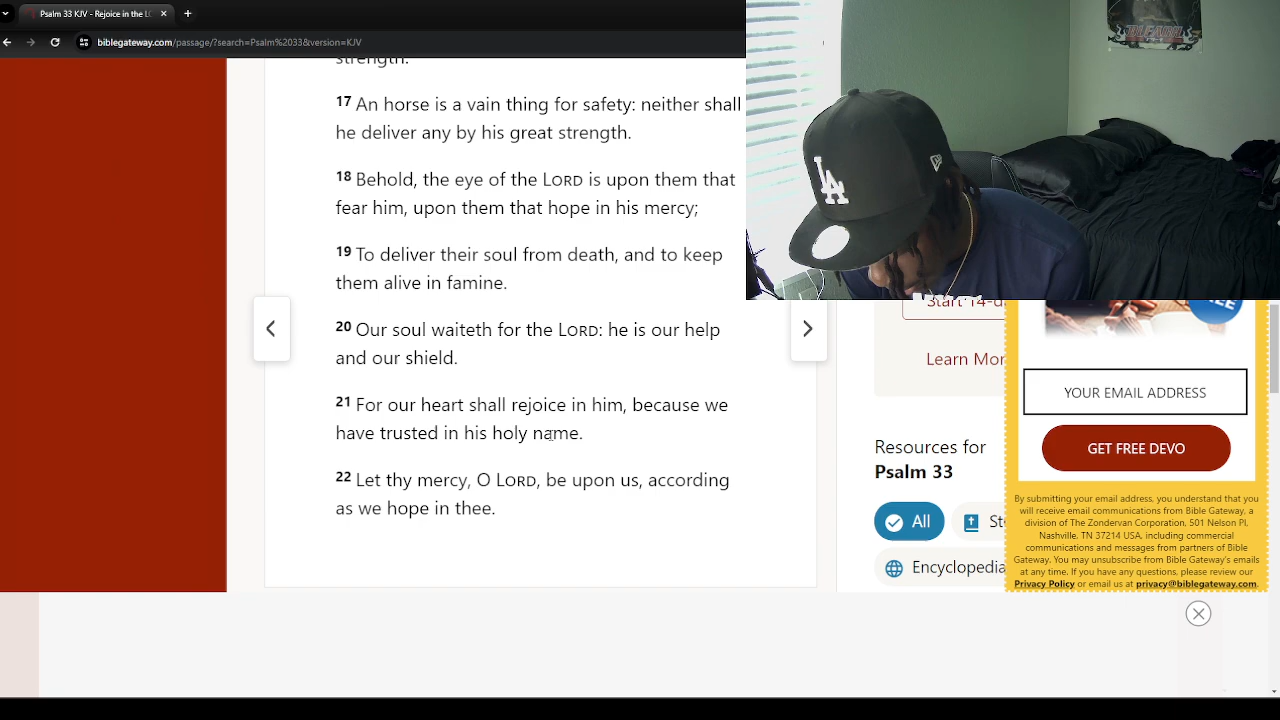 Psalm 33 KJV - Rejoice in the L
biblegateway.com/passage/search=Psalm%2033&version=KJV
strength.
17 An horse is a vain thing for safety: neither shall
he deliver any by his great strength.
18 Behold, the eye of the LORD is upon them that
fear him, upon them that hope in his mercy;
19 To deliver their soul from death, and to keep
them alive in famine.
20 Our soul waiteth for the LORD: he is our help
and our shield.
21 For our heart shall rejoice in him, because we
have trusted in his holy name.
22 Let thy mercy, O LORD, be upon us, according
as we hope in thee.
BLEACH
LA
Start 14-d
Learn Mor
Resources for
Psalm 33
All
St
Encyclopedia
YOUR EMAIL ADDRESS
GET FREE DEVO
By submitting your email address, you understand that you
will receive email communications from Bible Gateway, a
division of The Zondervan Corporation, 501 Nelson Pl,
Nashville, TN 37214 USA, including commercial
communications and messages from partners of Bible
Gateway. You may unsubscribe from Bible Gateway's emails
at any time. If you have any questions, please review our
Privacy Policy or email us at privacy@biblegateway.com.